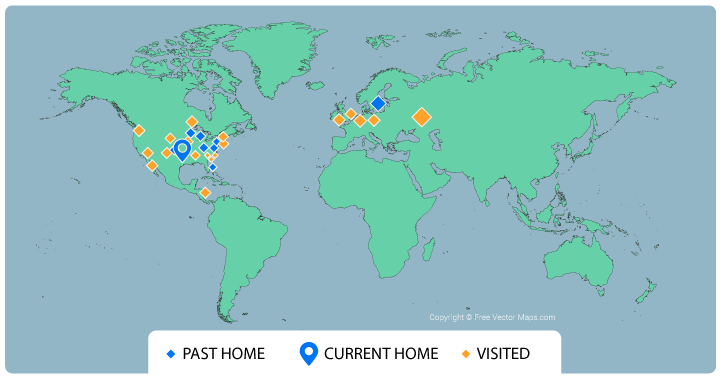 Copyright © Free Vector Maps.com
PAST HOME
CURRENT HOME
VISITED